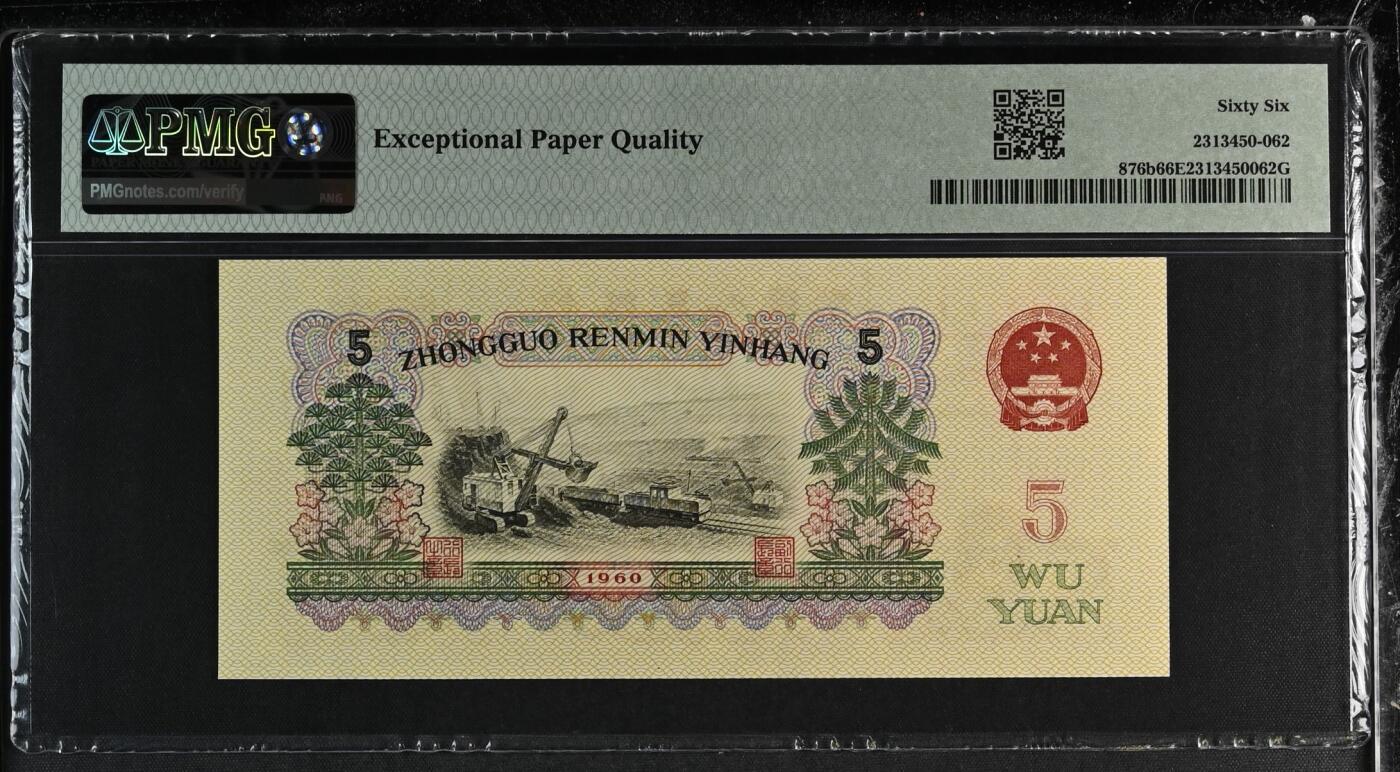 PMG
PMGnotes.com/verify
PMG
Exceptional Paper Quality
Sixty Six
2313450-062
876b66E2313450062G
5 ZHONGGUO RENMIN YINHANG 5
5
1960
WU
YUAN